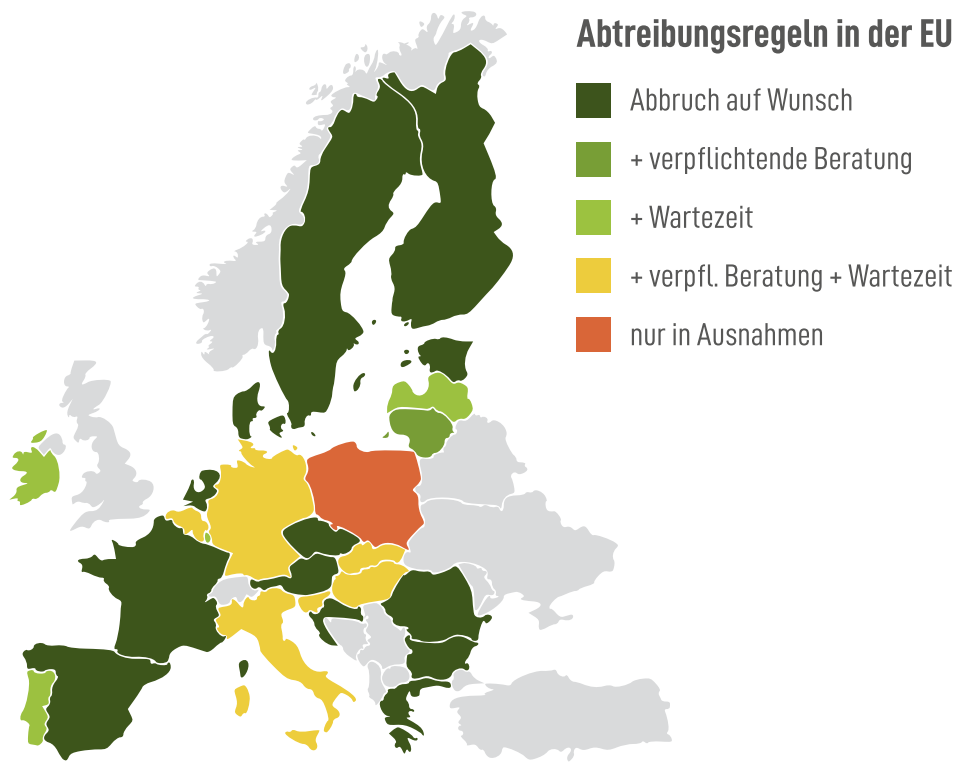 Abtreibungsregeln in der EU
Abbruch auf Wunsch
+ verpflichtende Beratung
+ Wartezeit
+ verpfl. Beratung + Wartezeit
nur in Ausnahmen